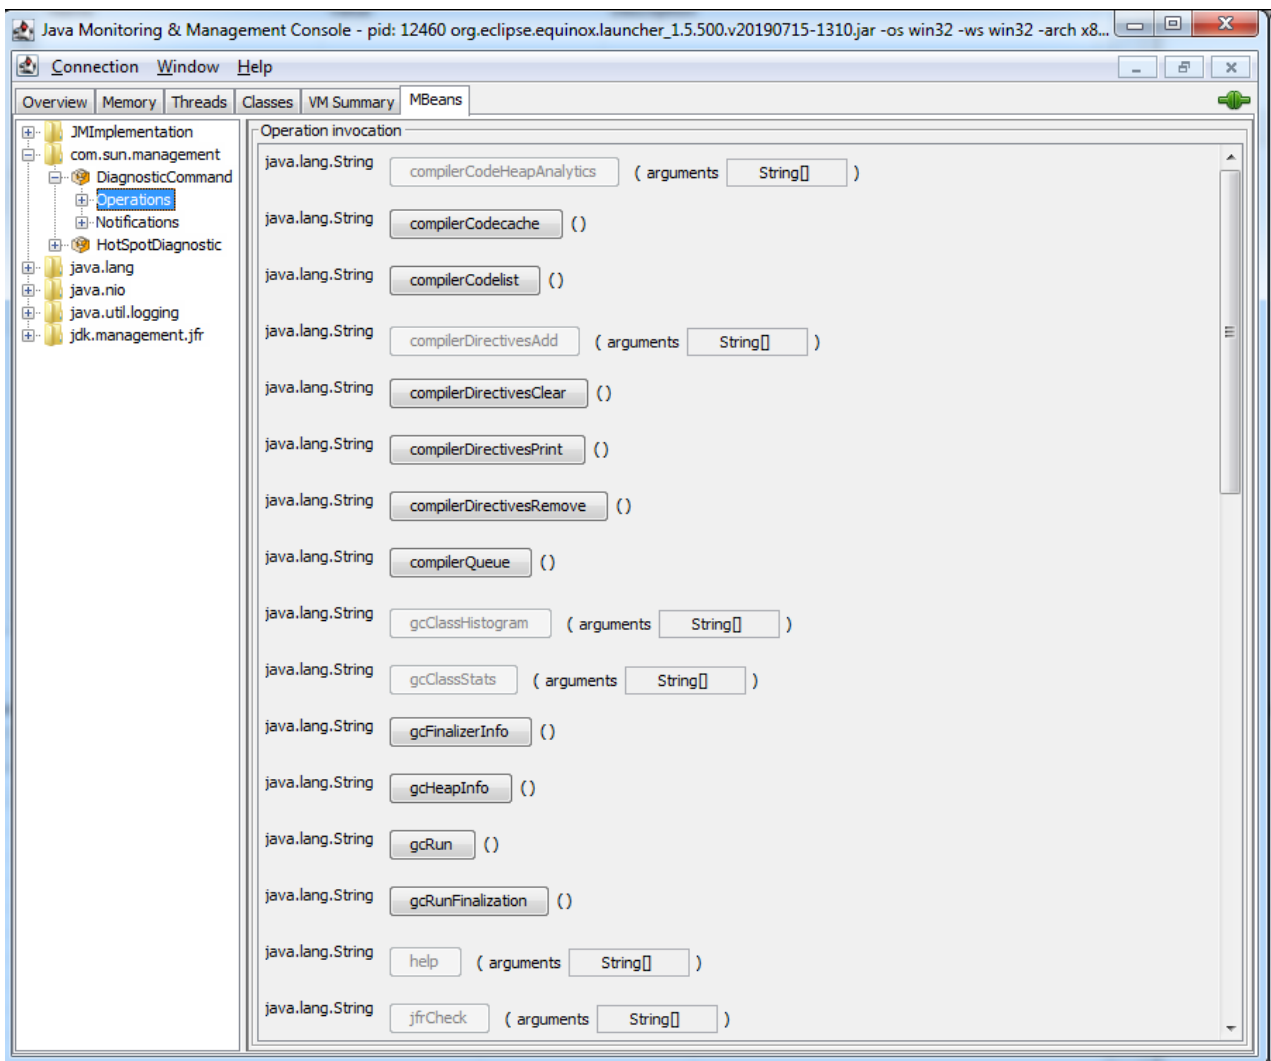 Java Monitoring & Management Console - pid: 12460 org.eclipse.equinox.launcher_1.5.500.v20190715-1310.jar -os win32 -ws win32 -arch x8...
Connection Window Help
Overview Memory Threads Classes VM Summary MBeans
JMImplementation
com.sun.management
DiagnosticCommand
Operations
Notifications
HotSpotDiagnostic
java.lang
java.nio
java.util.logging
jdk.management.jfr
Operation invocation
java.lang.String compilerCodeHeapAnalytics ( arguments String[] )
java.lang.String compilerCodecache ()
java.lang.String compilerCodelist ()
java.lang.String compilerDirectivesAdd ( arguments String[] )
java.lang.String compilerDirectivesClear ()
java.lang.String compilerDirectivesPrint ()
java.lang.String compilerDirectivesRemove ()
java.lang.String compilerQueue ()
java.lang.String gcClassHistogram ( arguments String[] )
java.lang.String gcClassStats ( arguments String[] )
java.lang.String gcFinalizerInfo ()
java.lang.String gcHeapInfo ()
java.lang.String gcRun ()
java.lang.String gcRunFinalization ()
java.lang.String help ( arguments String[] )
java.lang.String jfrCheck ( arguments String[] )